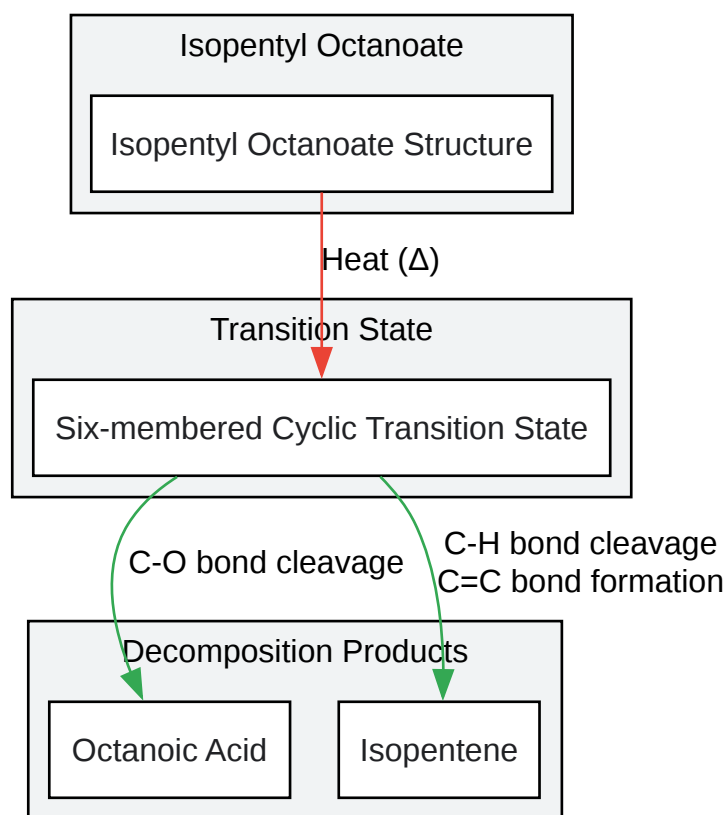 Isopentyl Octanoate
Isopentyl Octanoate Structure
Heat (Δ)
Transition State
Six-membered Cyclic Transition State
C-O bond cleavage
C-H bond cleavage
C=C bond formation
Decomposition Products
Octanoic Acid
Isopentene